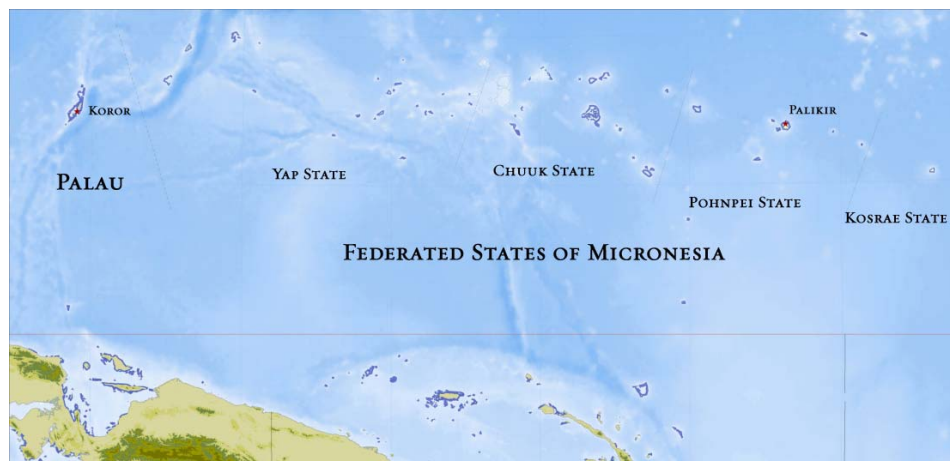 Koror
Palikir
Palau
Yap State
Chuuk State
Pohnpei State
Kosrae State
Federated States of Micronesia